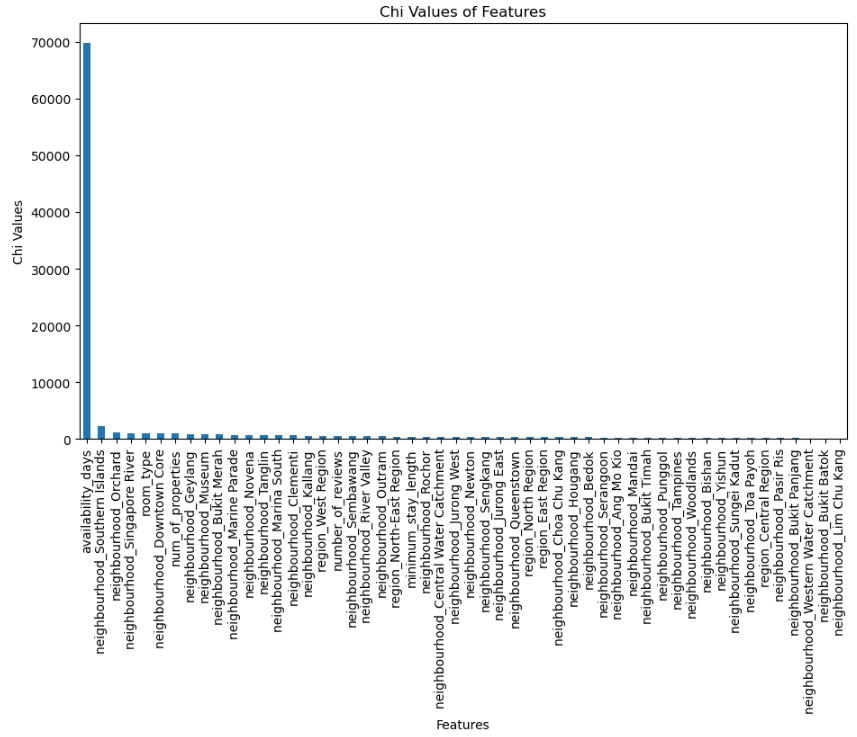 Chi Values of Features
Chi Values
70000
60000
50000
40000
30000
20000
10000
0
availability_days
neighbourhood_Southern Islands
neighbourhood_Orchard
neighbourhood_Singapore River
room_type
neighbourhood_Downtown Core
num_of_properties
neighbourhood_Geylang
neighbourhood_Museum
neighbourhood_Bukit Merah
neighbourhood_Marine Parade
neighbourhood_Novena
neighbourhood_Tanglin
neighbourhood_Marina South
neighbourhood_Clementi
neighbourhood_Kallang
region_West Region
number_of_reviews
neighbourhood_Sembawang
neighbourhood_River Valley
neighbourhood_Outram
region_North-East Region
minimum_stay_length
neighbourhood_Rochor
neighbourhood_Central Water Catchment
neighbourhood_Jurong West
neighbourhood_Newton
neighbourhood_Sengkang
neighbourhood_Jurong East
neighbourhood_Queenstown
region_North Region
region_East Region
neighbourhood_Choa Chu Kang
neighbourhood_Hougang
neighbourhood_Bedok
neighbourhood_Serangoon
neighbourhood_Ang Mo Kio
neighbourhood_Mandai
neighbourhood_Bukit Timah
neighbourhood_Punggol
neighbourhood_Tampines
neighbourhood_Woodlands
neighbourhood_Bishan
neighbourhood_Yishun
neighbourhood_Sungei Kadut
neighbourhood_Toa Payoh
region_Central Region
neighbourhood_Pasir Ris
neighbourhood_Bukit Panjang
neighbourhood_Western Water Catchment
neighbourhood_Bukit Batok
neighbourhood_Lim Chu Kang
Features